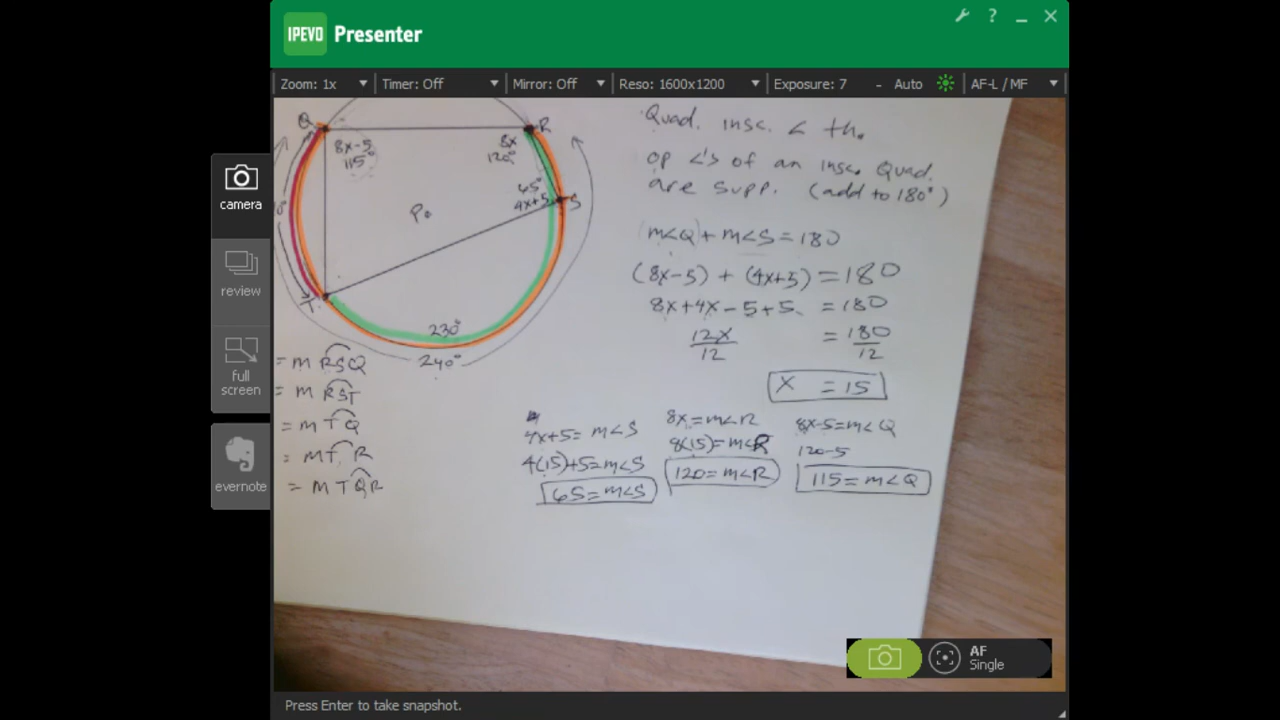 IPEVO Presenter
Zoom: 1x Timer: Off Mirror: Off Reso: 1600x1200 Exposure: 7 - Auto AF-L / MF
camera
review
full
screen
evernote
Q
R
8x-5
115°
8x
120°
45°
4x+5
S
P
T
230°
240°
= m RSQ
= m RST
= m TQ
= mT R
= m TQR
Quad. insc. < th.
op <'s of an insc. Quad.
are supp. (add to 180°)
m<Q + m<S = 180
(8x-5) + (4x+5) = 180
8x+4x-5+5 = 180
12x = 180
12 12
x = 15
4x+5= m<S
4(15)+5=m<S
65=m<S
8x=m<R
8(15)=m<R
120=m<R
8x-5=m<Q
120-5
115=m<Q
AF
Single
Press Enter to take snapshot.